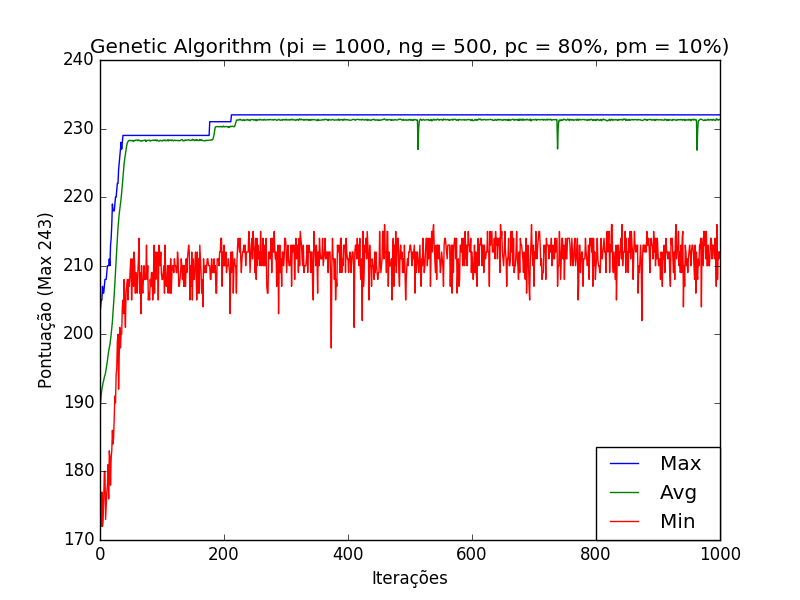 Genetic Algorithm (pi = 1000, ng = 500, pc = 80%, pm = 10%)
240
230
220
210
200
190
180
170
Pontuação (Max 243)
0
200
400
600
800
1000
Iterações
Max
Avg
Min